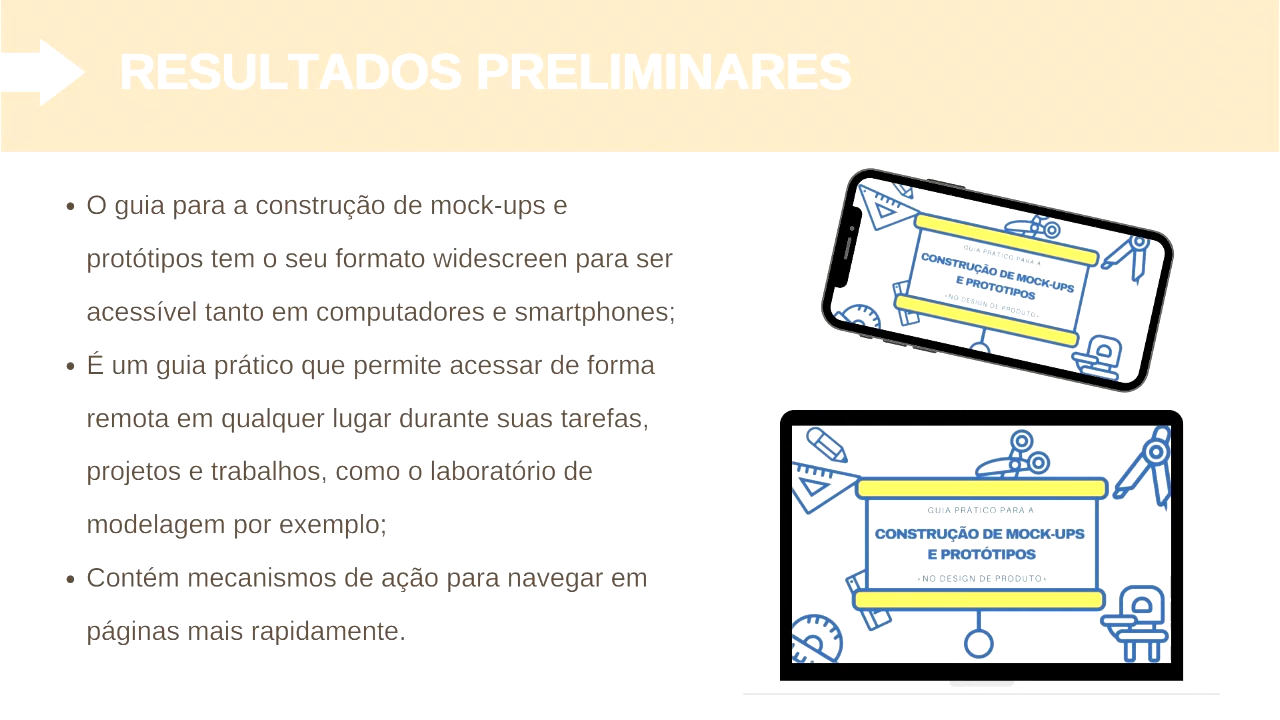 RESULTADOS PRELIMINARES
• O guia para a construção de mock-ups e
protótipos tem o seu formato widescreen para ser
acessível tanto em computadores e smartphones;
• É um guia prático que permite acessar de forma
remota em qualquer lugar durante suas tarefas,
projetos e trabalhos, como o laboratório de
modelagem por exemplo;
• Contém mecanismos de ação para navegar em
páginas mais rapidamente.
GUIA PRÁTICO PARA A
CONSTRUÇÃO DE MOCK-UPS
E PROTÓTIPOS
•NO DESIGN DE PRODUTO•
GUIA PRÁTICO PARA A
CONSTRUÇÃO DE MOCK-UPS
E PROTÓTIPOS
•NO DESIGN DE PRODUTO•